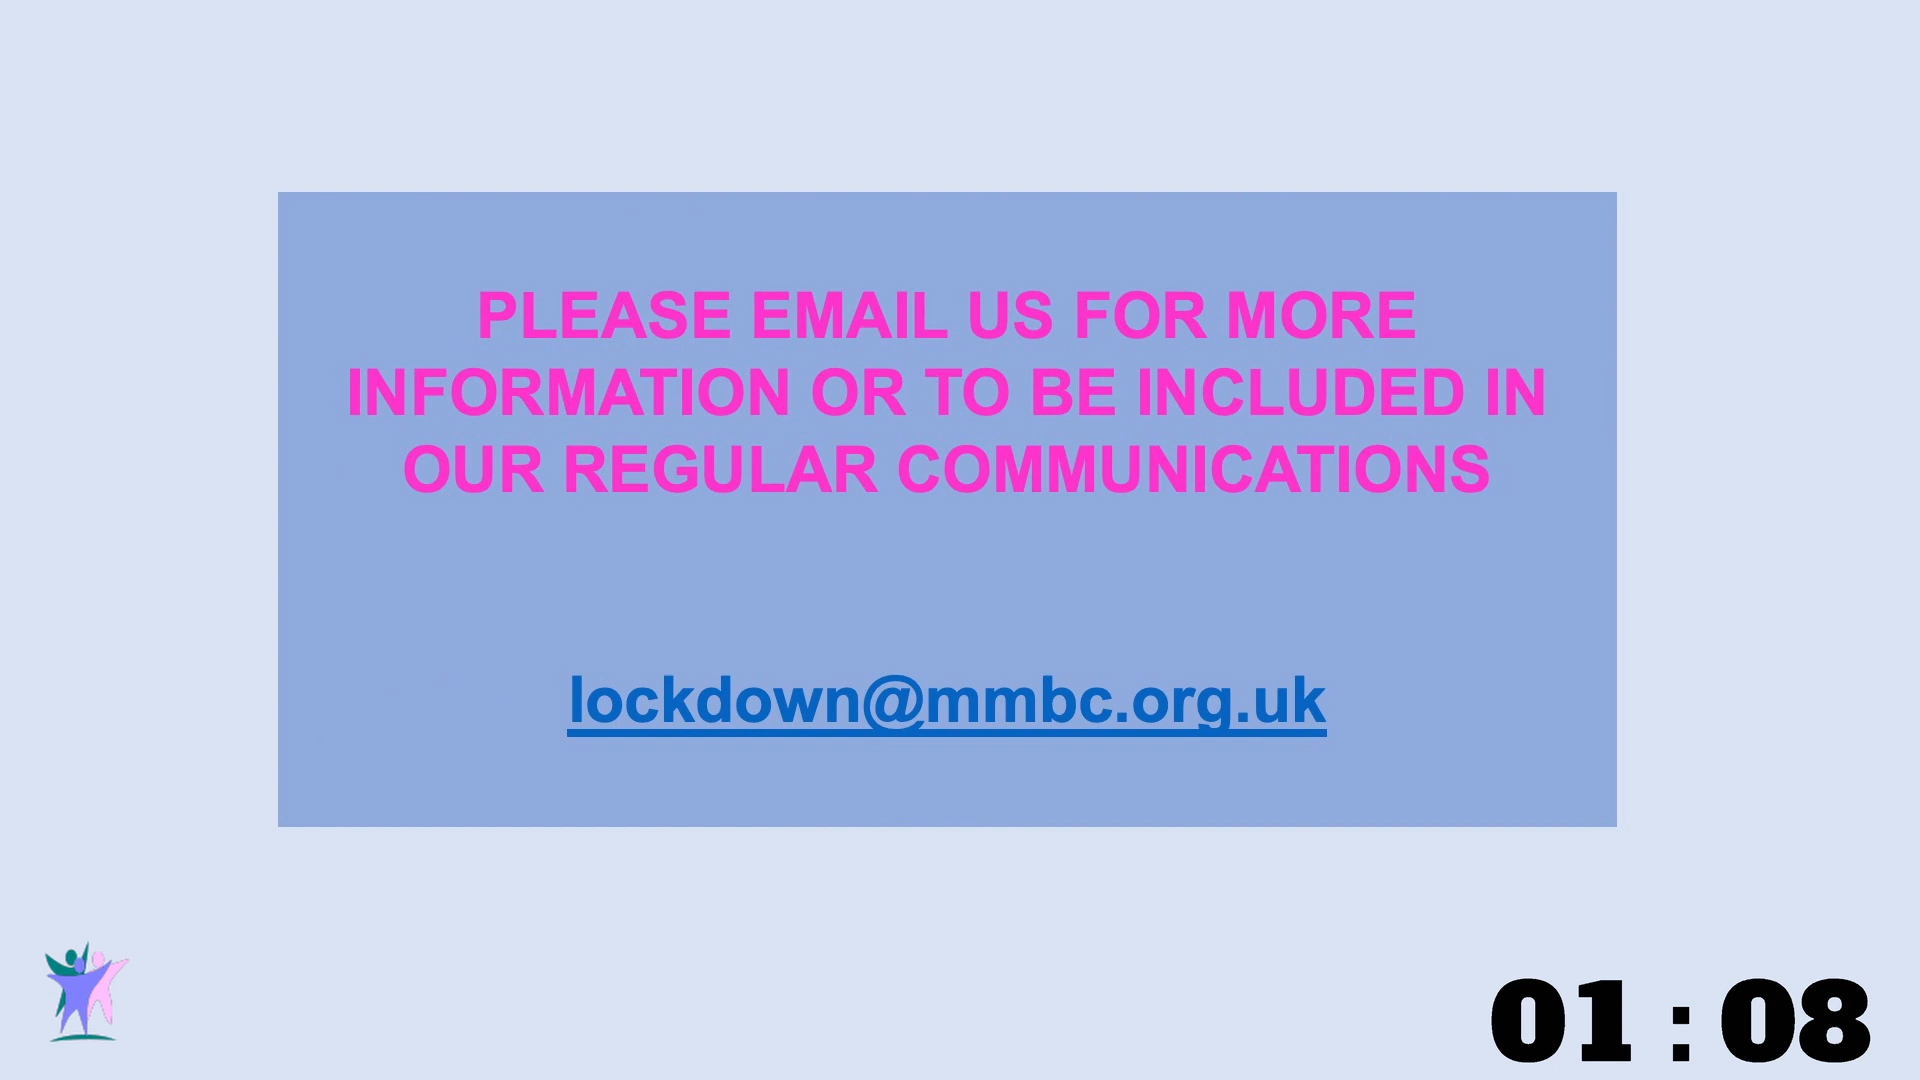 PLEASE EMAIL US FOR MORE
INFORMATION OR TO BE INCLUDED IN
OUR REGULAR COMMUNICATIONS
lockdown@mmbc.org.uk
01:08